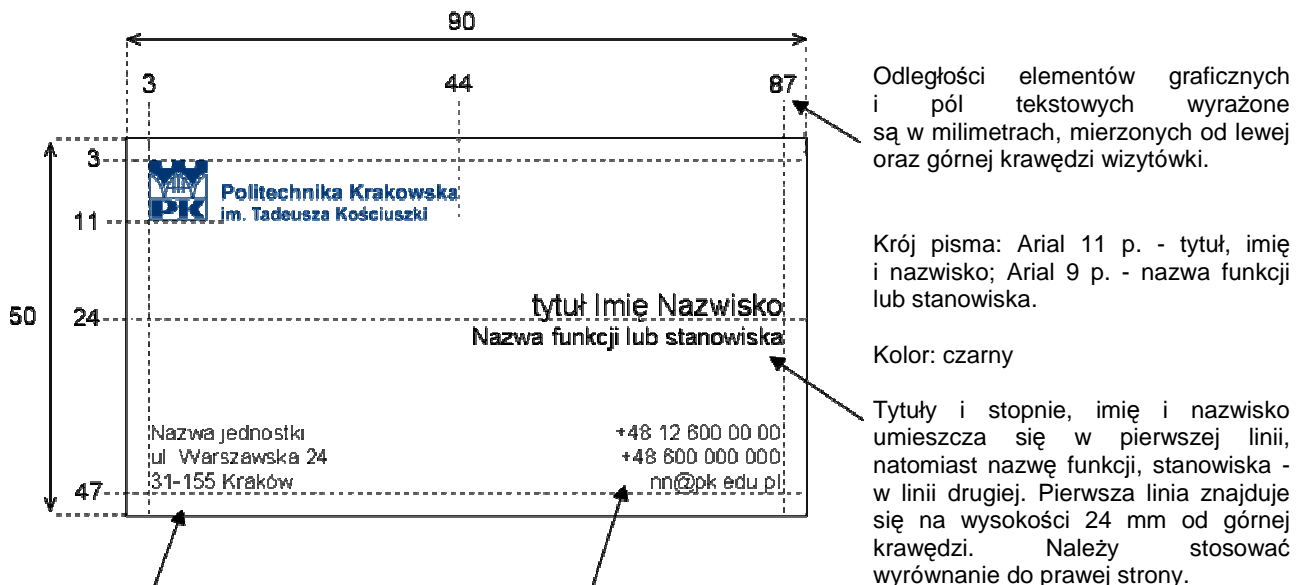 90
3 44 87
3
11
50
24
47
PK
Politechnika Krakowska
im. Tadeusza Kościuszki
tytuł Imię Nazwisko
Nazwa funkcji lub stanowiska
Nazwa jednostki
ul Warszawska 24
31-155 Kraków
+48 12 600 00 00
+48 600 000 000
nn@pk edu pl
Odległości elementów graficznych
i pól tekstowych wyrażone
są w milimetrach, mierzonych od lewej
oraz górnej krawędzi wizytówki.
Krój pisma: Arial 11 p. - tytuł, imię
i nazwisko; Arial 9 p. - nazwa funkcji
lub stanowiska.
Kolor: czarny
Tytuły i stopnie, imię i nazwisko
umieszcza się w pierwszej linii,
natomiast nazwę funkcji, stanowiska -
w linii drugiej. Pierwsza linia znajduje
się na wysokości 24 mm od górnej
krawędzi. Należy stosować
wyrównanie do prawej strony.